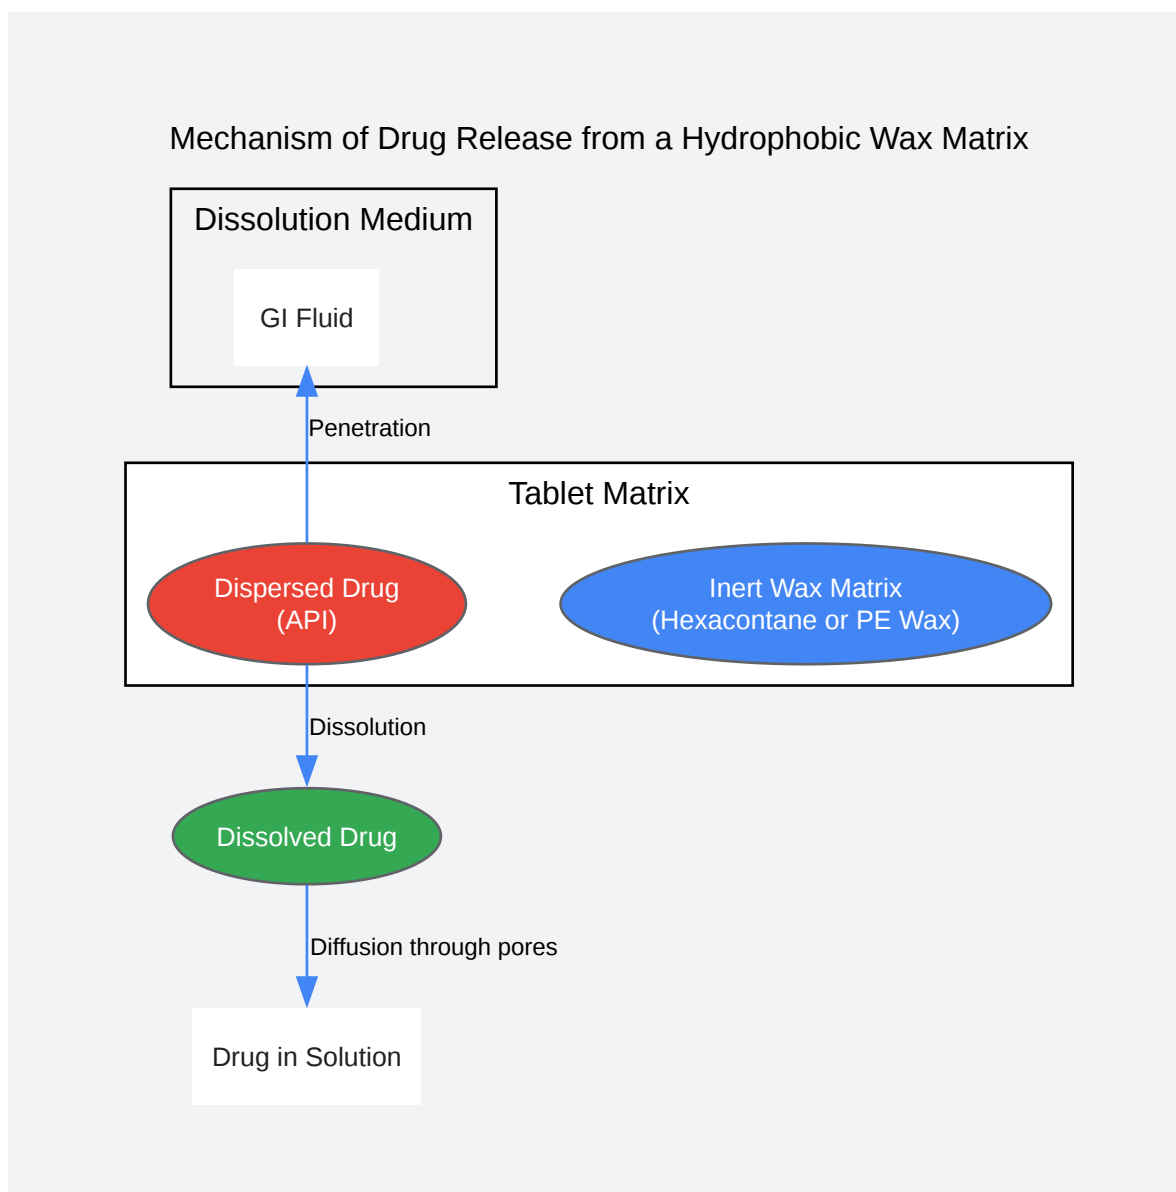 Mechanism of Drug Release from a Hydrophobic Wax Matrix
Dissolution Medium
GI Fluid
Penetration
Tablet Matrix
Dispersed Drug
(API)
Inert Wax Matrix
(Hexacontane or PE Wax)
Dissolution
Dissolved Drug
Diffusion through pores
Drug in Solution